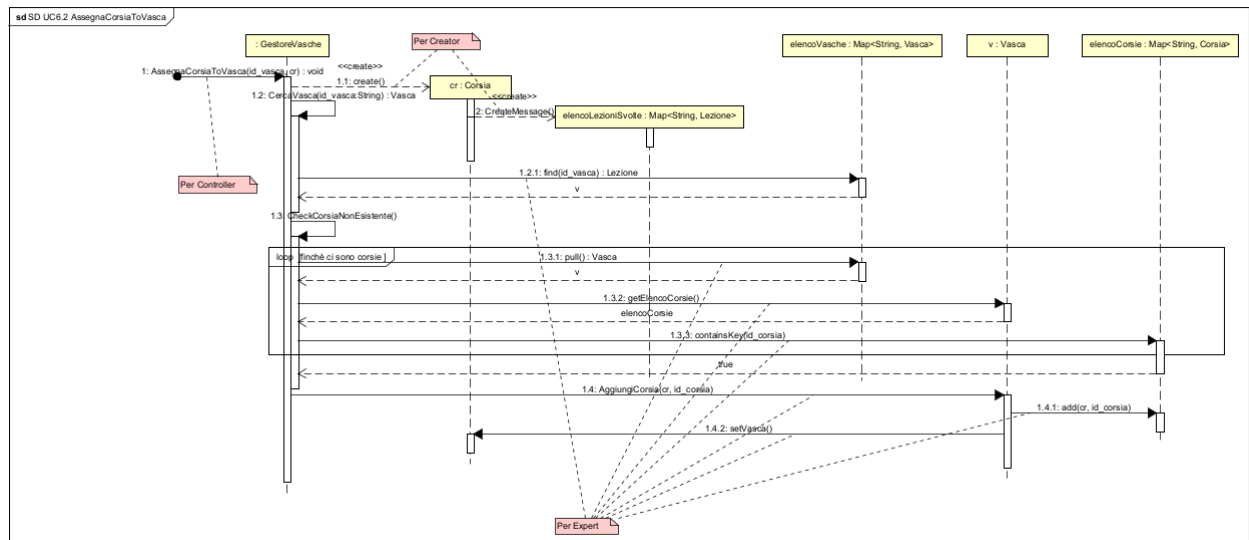 sd SD UC6.2 AssegnaCorsiaToVasca
: GestoreVasche
Per Creator
elencoVasche : Map<String, Vasca>
v : Vasca
elencoCorsie : Map<String, Corsia>
<<create>>
1: AssegnaCorsiaToVasca(id_vasca, cr) : void
1.1: create()
cr : Corsia
1.2: CercaVasca(id_vasca:String) : Vasca
<<create>>
2: CreateMessage()
elencoLezioniSvolte : Map<String, Lezione>
1.2.1: find(id_vasca) : Lezione
Per Controller
v
1.3: CheckCorsiaNonEsistente()
loop [finchè ci sono corsie ]
1.3.1: pull() : Vasca
v
1.3.2: getElencoCorsie()
elencoCorsie
1.3.3: containsKey(id_corsia)
true
1.4: AggiungiCorsia(cr, id_corsia)
1.4.1: add(cr, id_corsia)
1.4.2: setVasca()
Per Expert